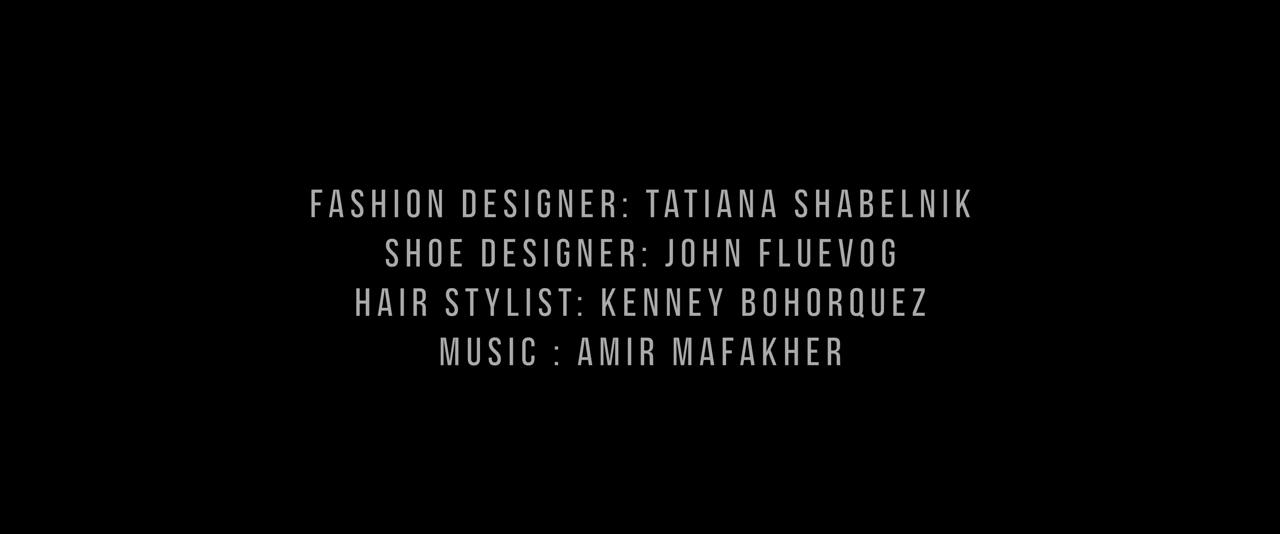 FASHION DESIGNER: TATIANA SHABELNIK
SHOE DESIGNER: JOHN FLUEVOG
HAIR STYLIST: KENNEY BOHORQUEZ
MUSIC : AMIR MAFAKHER